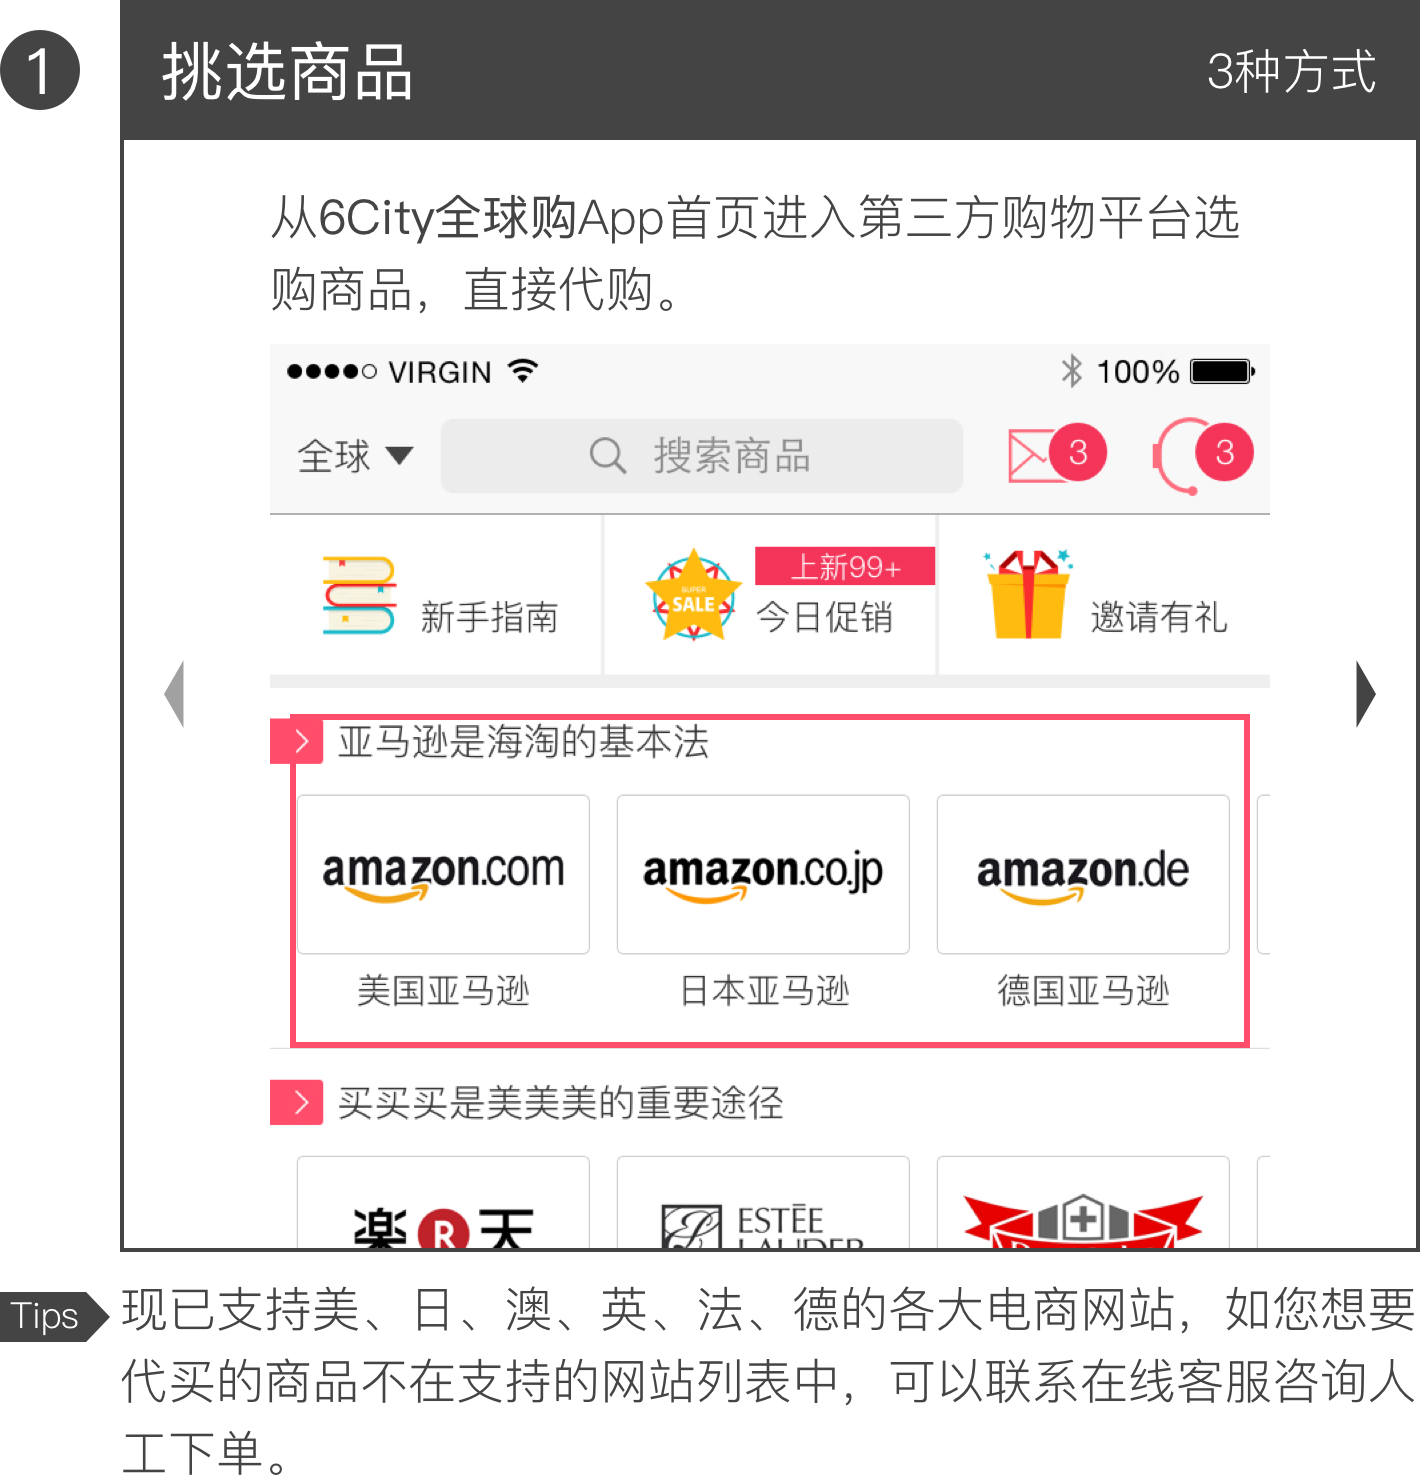 1
挑选商品
3种方式
从6City全球购App首页进入第三方购物平台选
购商品，直接代购。
VIRGIN 100%
全球 搜索商品 3 3
新手指南
SUPER
SALE
上新99+
今日促销
邀请有礼
亚马逊是海淘的基本法
amazon.com amazon.co.jp amazon.de
美国亚马逊 日本亚马逊 德国亚马逊
买买买是美美美的重要途径
楽R天
ESTĒE
LAUDER
Tips
现已支持美、日、澳、英、法、德的各大电商网站，如您想要
代买的商品不在支持的网站列表中，可以联系在线客服咨询人
工下单。